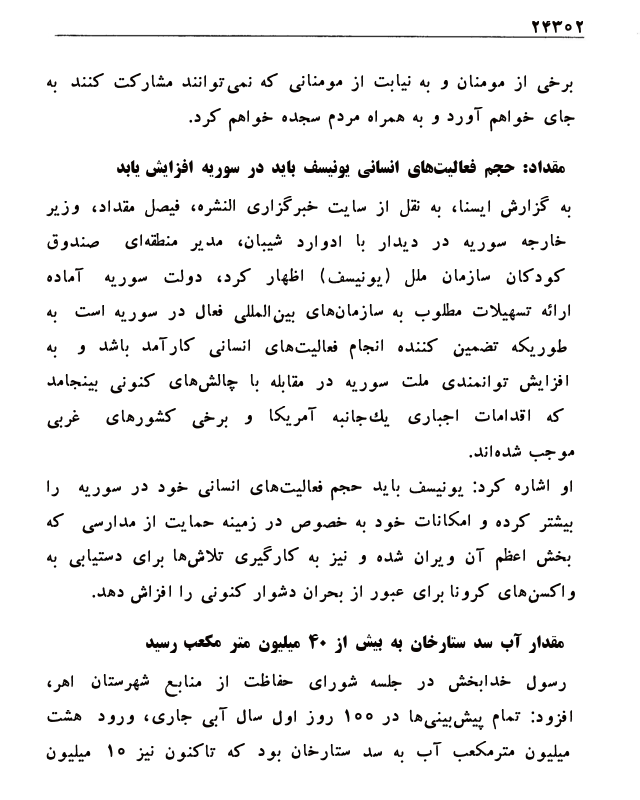 ۲۴۳۰۲
برخی از مومنان و به نیابت از مومنانی که نمی‌توانند مشارکت کنند به
جای خواهم آورد و به همراه مردم سجده خواهم کرد.
مقداد: حجم فعالیت‌های انسانی یونیسف باید در سوریه افزایش یابد
به گزارش ایسنا، به نقل از سایت خبرگزاری النشره، فیصل مقداد، وزیر
خارجه سوریه در دیدار با ادوارد شیبان، مدیر منطقه‌ای صندوق
کودکان سازمان ملل (یونیسف) اظهار کرد، دولت سوریه آماده
ارائه تسهیلات مطلوب به سازمان‌های بین‌المللی فعال در سوریه است به
طوریکه تضمین کننده انجام فعالیت‌های انسانی کارآمد باشد و به
افزایش توانمندی ملت سوریه در مقابله با چالش‌های کنونی بینجامد
که اقدامات اجباری یك‌جانبه آمریکا و برخی کشورهای غربی
موجب شده‌اند.
او اشاره کرد: یونیسف باید حجم فعالیت‌های انسانی خود در سوریه را
بیشتر کرده و امکانات خود به خصوص در زمینه حمایت از مدارسی که
بخش اعظم آن ویران شده و نیز به کارگیری تلاش‌ها برای دستیابی به
واکسن‌های کرونا برای عبور از بحران دشوار کنونی را افزاش دهد.
مقدار آب سد ستارخان به بیش از ۴۰ میلیون متر مکعب رسید
رسول خدابخش در جلسه شورای حفاظت از منابع شهرستان اهر،
افزود: تمام پیش‌بینی‌ها در ۱۰۰ روز اول سال آبی جاری، ورود هشت
میلیون مترمکعب آب به سد ستارخان بود که تاکنون نیز ۱۵ میلیون